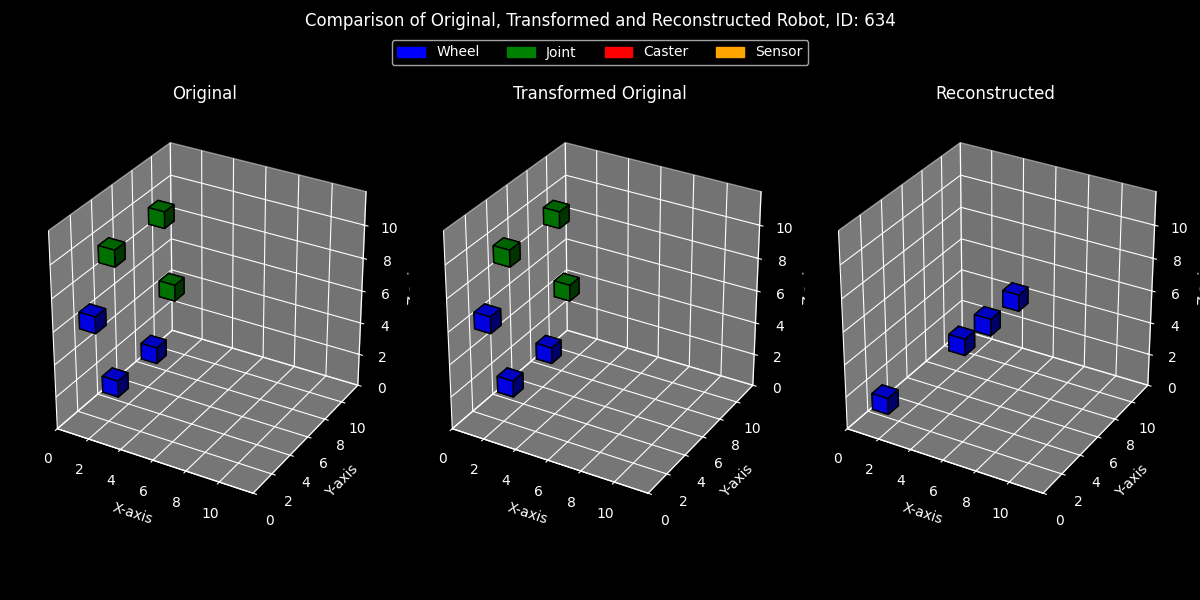 Comparison of Original, Transformed and Reconstructed Robot, ID: 634
Wheel Joint Caster Sensor
Original Transformed Original Reconstructed
10 10 10
8 8 8
6 6 6
4 4 4
2 2 2
0 0 0
10 10 10
8 8 8
6 6 6
4 4 4
2 2 2
0 0 0
0 2 4 6 8 10 0 2 4 6 8 10 0 2 4 6 8 10
X-axis Y-axis X-axis Y-axis X-axis Y-axis